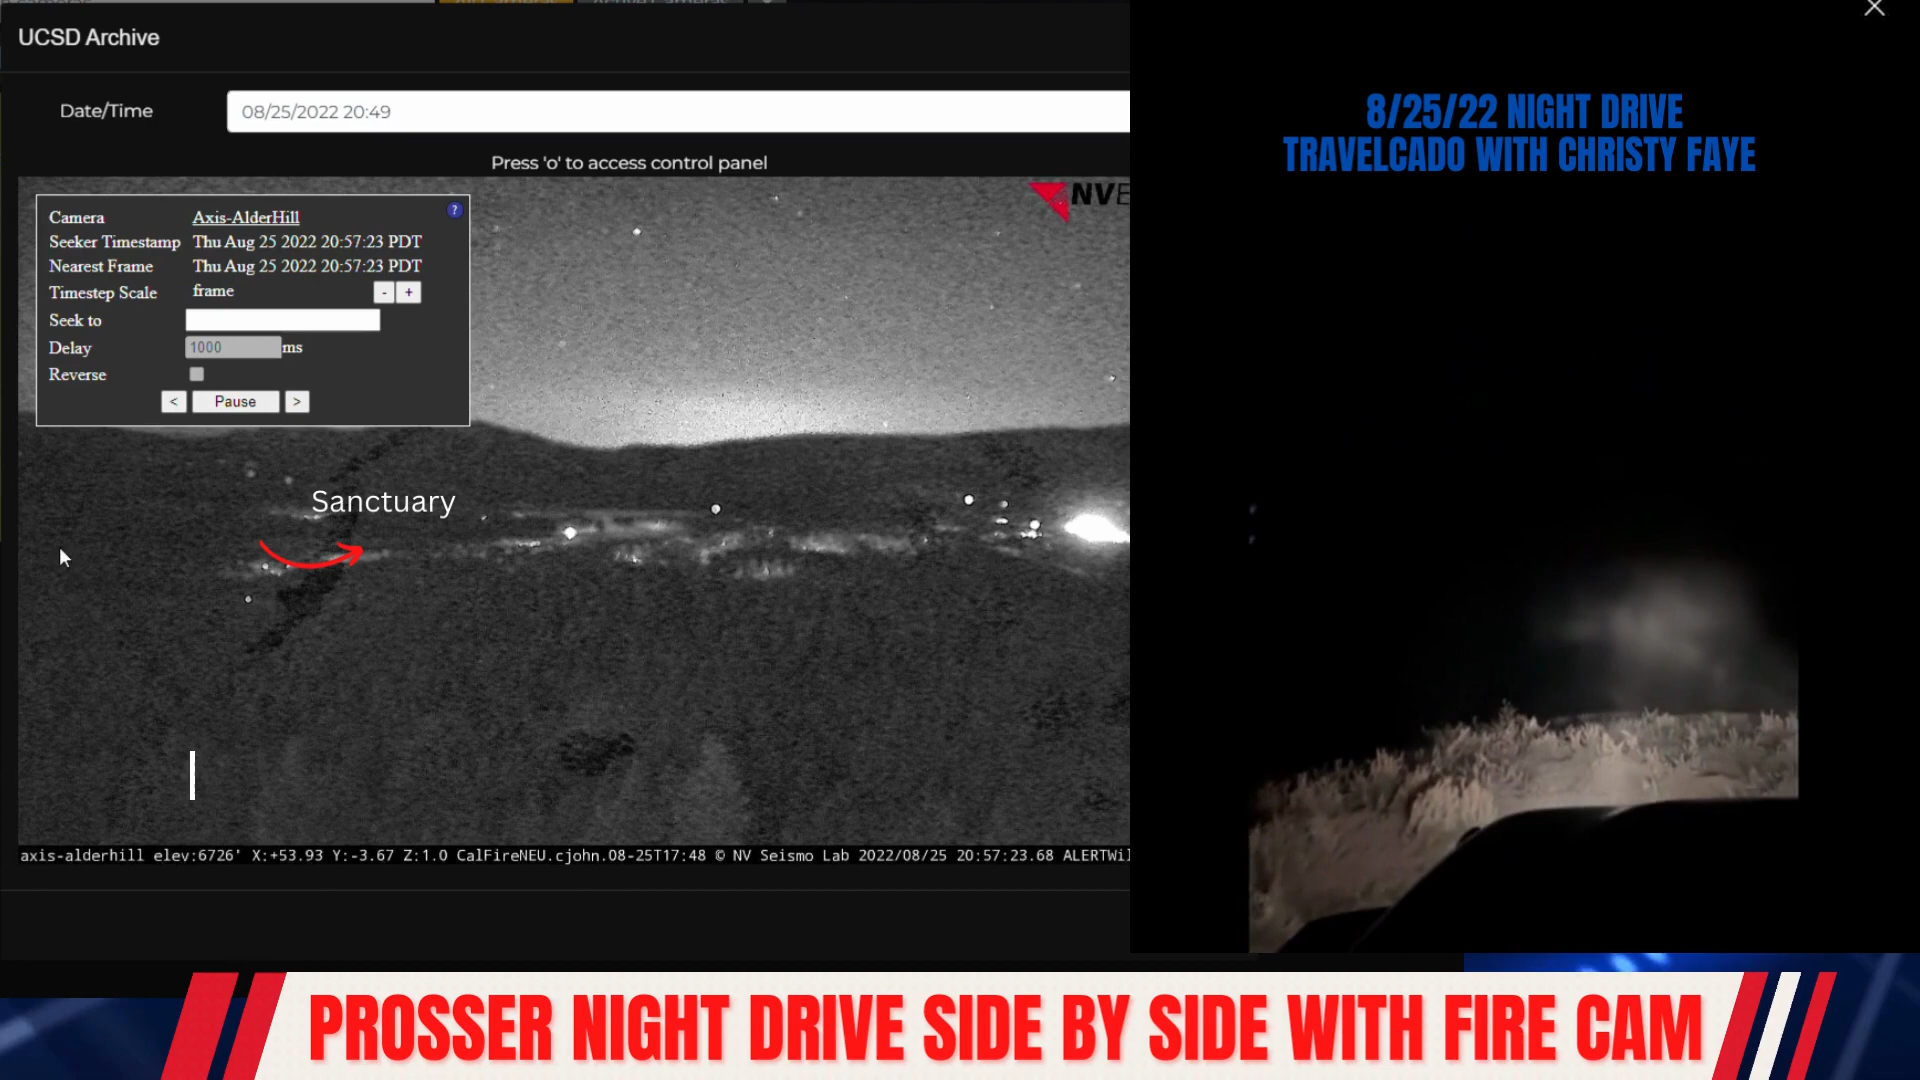 UCSD Archive
8/25/22 NIGHT DRIVE
TRAVELCADO WITH CHRISTY FAYE
Date/Time 08/25/2022 20:49
Press 'o' to access control panel
NVE
?
Camera Axis-AlderHill
Seeker Timestamp Thu Aug 25 2022 20:57:23 PDT
Nearest Frame Thu Aug 25 2022 20:57:23 PDT
Timestep Scale frame - +
Seek to
Delay 1000 ms
Reverse
< Pause >
Sanctuary
axis-alderhill elev:6726' X:+53.93 Y:-3.67 Z:1.0 CalFireNEU.cjohn.08-25T17:48 © NV Seismo Lab 2022/08/25 20:57:23.68 ALERTWil
PROSSER NIGHT DRIVE SIDE BY SIDE WITH FIRE CAM